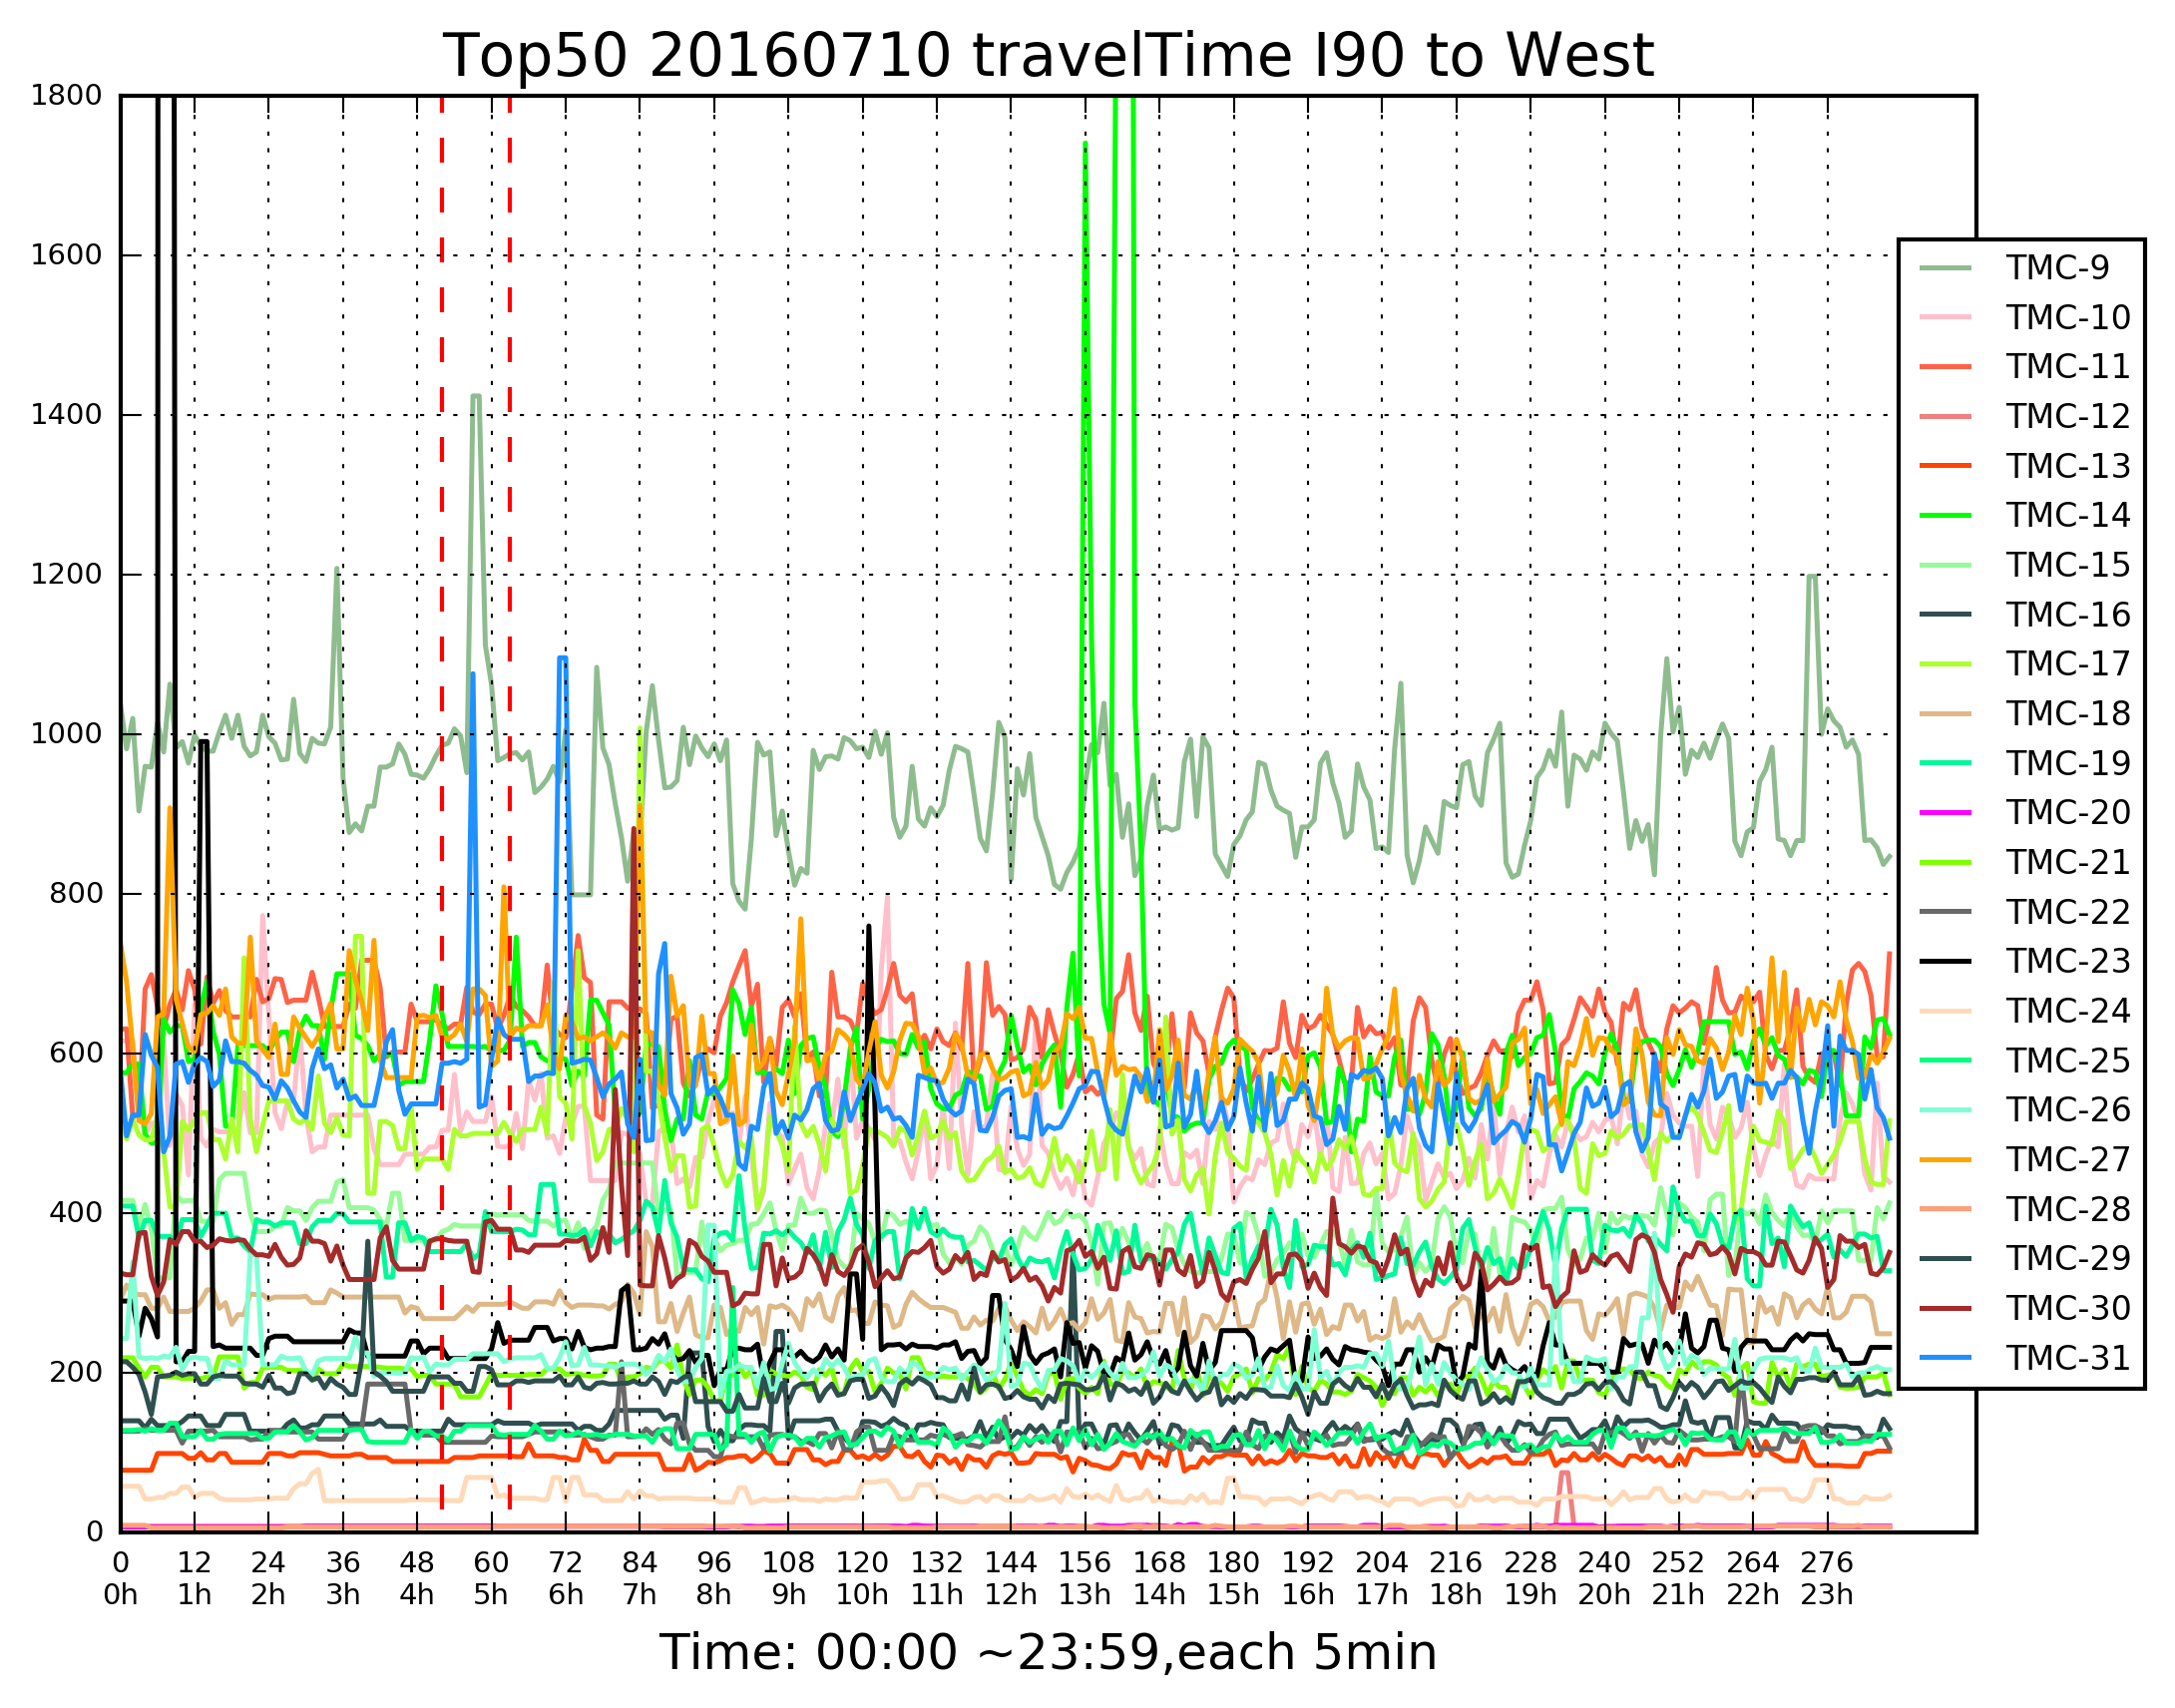 Top50 20160710 travelTime I90 to West
1800
1600
1400
1200
1000
800
600
400
200
0
TMC-9
TMC-10
TMC-11
TMC-12
TMC-13
TMC-14
TMC-15
TMC-16
TMC-17
TMC-18
TMC-19
TMC-20
TMC-21
TMC-22
TMC-23
TMC-24
TMC-25
TMC-26
TMC-27
TMC-28
TMC-29
TMC-30
TMC-31
0 12 24 36 48 60 72 84 96 108 120 132 144 156 168 180 192 204 216 228 240 252 264 276
0h 1h 2h 3h 4h 5h 6h 7h 8h 9h 10h 11h 12h 13h 14h 15h 16h 17h 18h 19h 20h 21h 22h 23h
Time: 00:00 ~23:59,each 5min